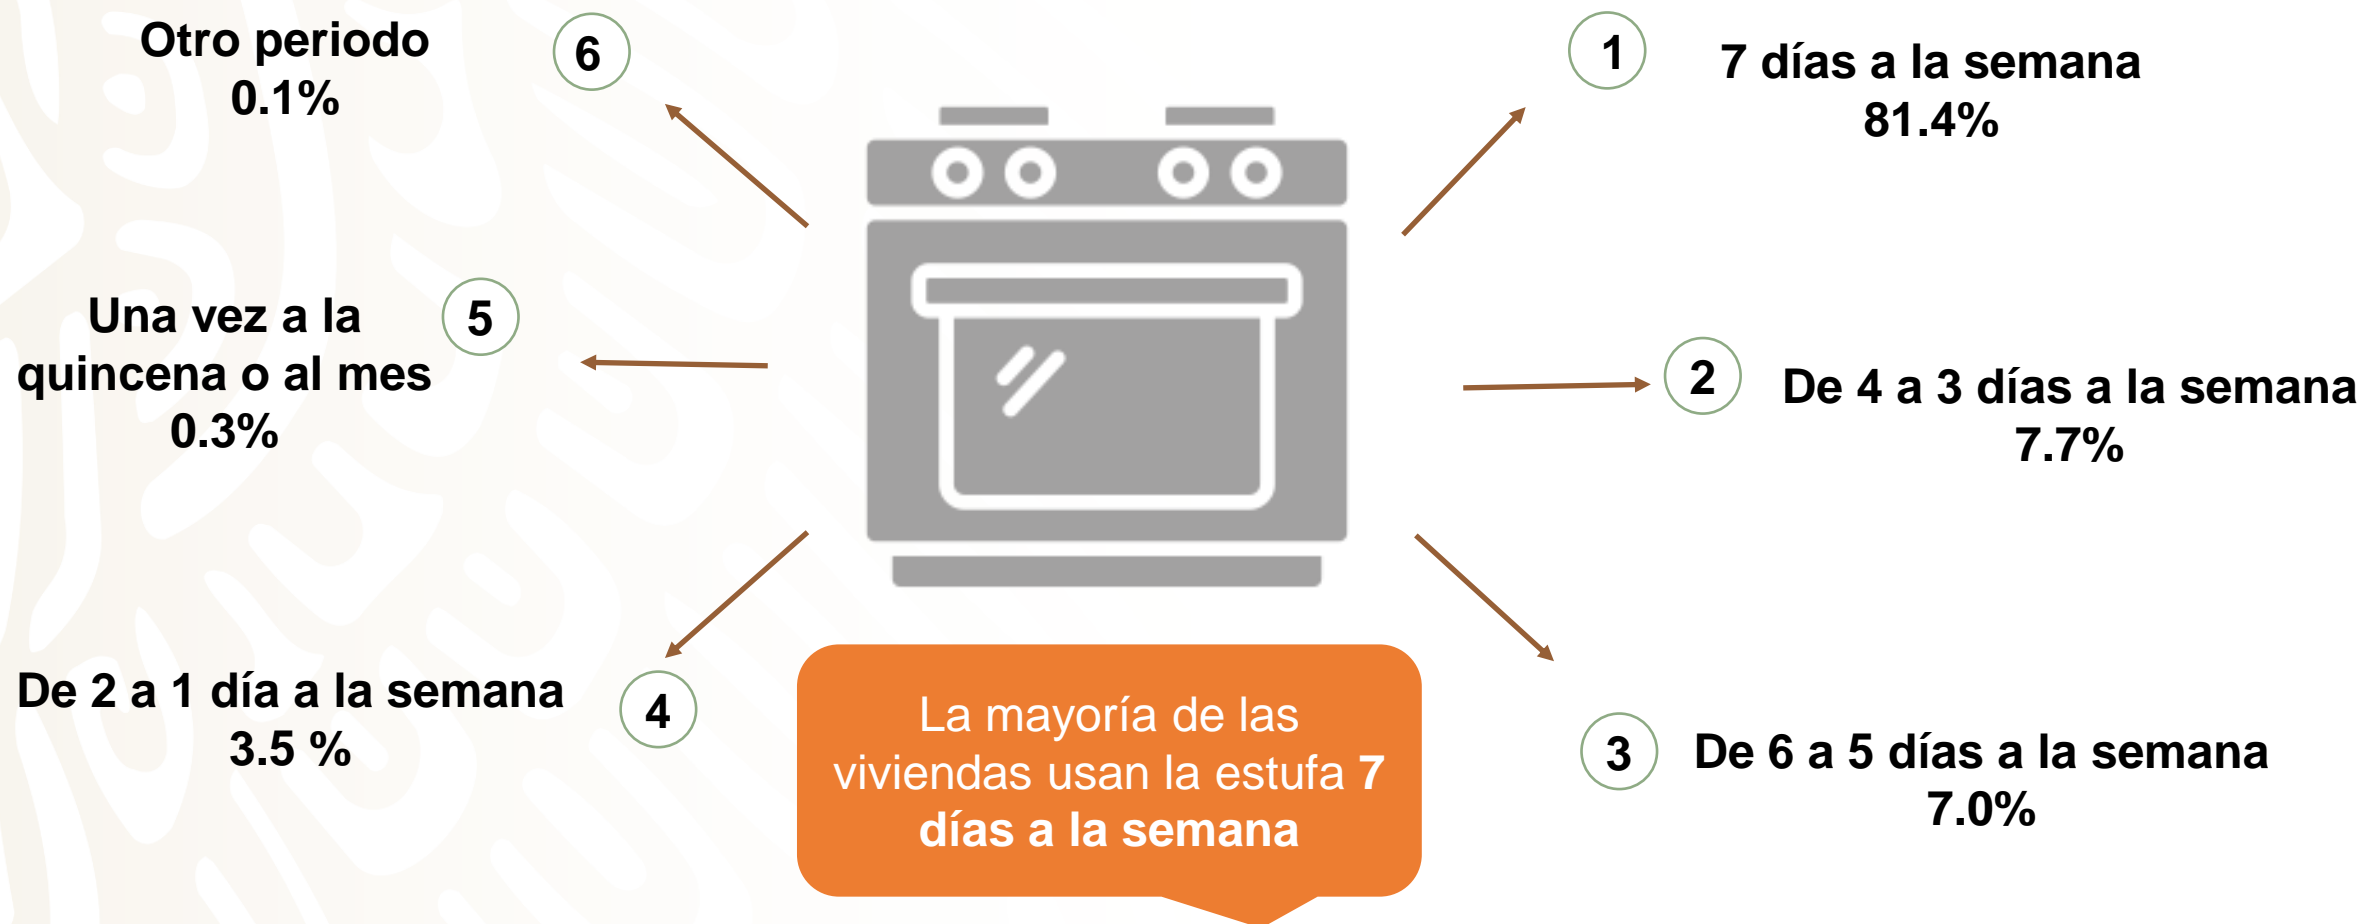 1
7 días a la semana
81.4%
2
De 4 a 3 días a la semana
7.7%
3
De 6 a 5 días a la semana
7.0%
4
De 2 a 1 día a la semana
3.5 %
5
Una vez a la
quincena o al mes
0.3%
6
Otro periodo
0.1%
La mayoría de las
viviendas usan la estufa 7
días a la semana